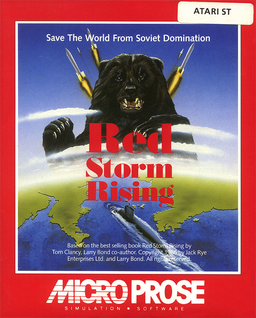 ATARI ST
Save The World From Soviet Domination
Red
Storm
Rising
Based on the best selling book Red Storm Rising by
Tom Clancy, Larry Bond co-author. Copyright 1986 by Jack Rye
Enterprises Ltd. and Larry Bond. All rights reserved.
MICRO PROSE
SIMULATION • SOFTWARE